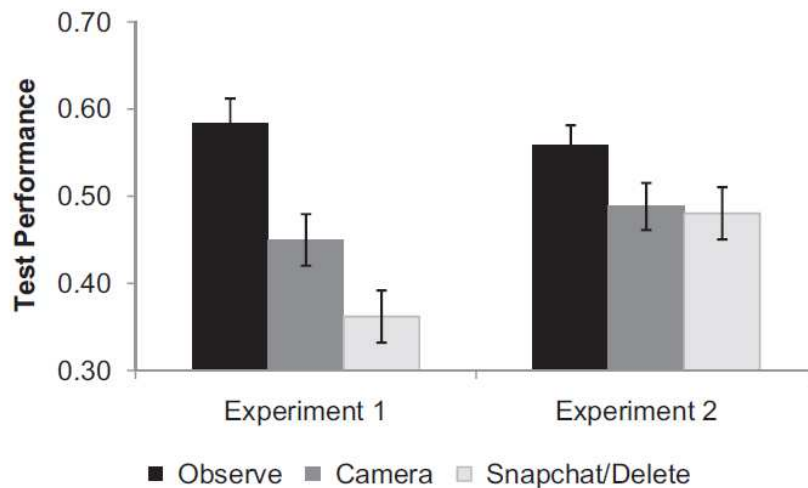 0.70
0.60
0.50
0.40
0.30
Test Performance
Experiment 1 Experiment 2
Observe Camera Snapchat/Delete